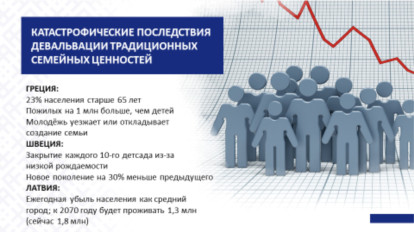 КАТАСТРОФИЧЕСКИЕ ПОСЛЕДСТВИЯ
ДЕВАЛЬВАЦИИ ТРАДИЦИОННЫХ
СЕМЕЙНЫХ ЦЕННОСТЕЙ
ГРЕЦИЯ:
23% населения старше 65 лет
Пожилых на 1 млн больше, чем детей
Молодёжь уезжает или откладывает
создание семьи
ШВЕЦИЯ:
Закрытие каждого 10-го детсада из-за
низкой рождаемости
Новое поколение на 30% меньше предыдущего
ЛАТВИЯ:
Ежегодная убыль населения как средний
город; к 2070 году будет проживать 1,3 млн
(сейчас 1,8 млн)